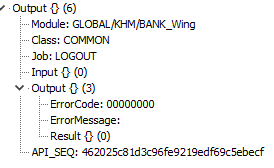 Output {} (6)
Module: GLOBAL/KHM/BANK_Wing
Class: COMMON
Job: LOGOUT
Input {} (0)
Output {} (3)
ErrorCode: 00000000
ErrorMessage:
Result {} (0)
API_SEQ: 462025c81d3c96fe9219edf69c5ebecf